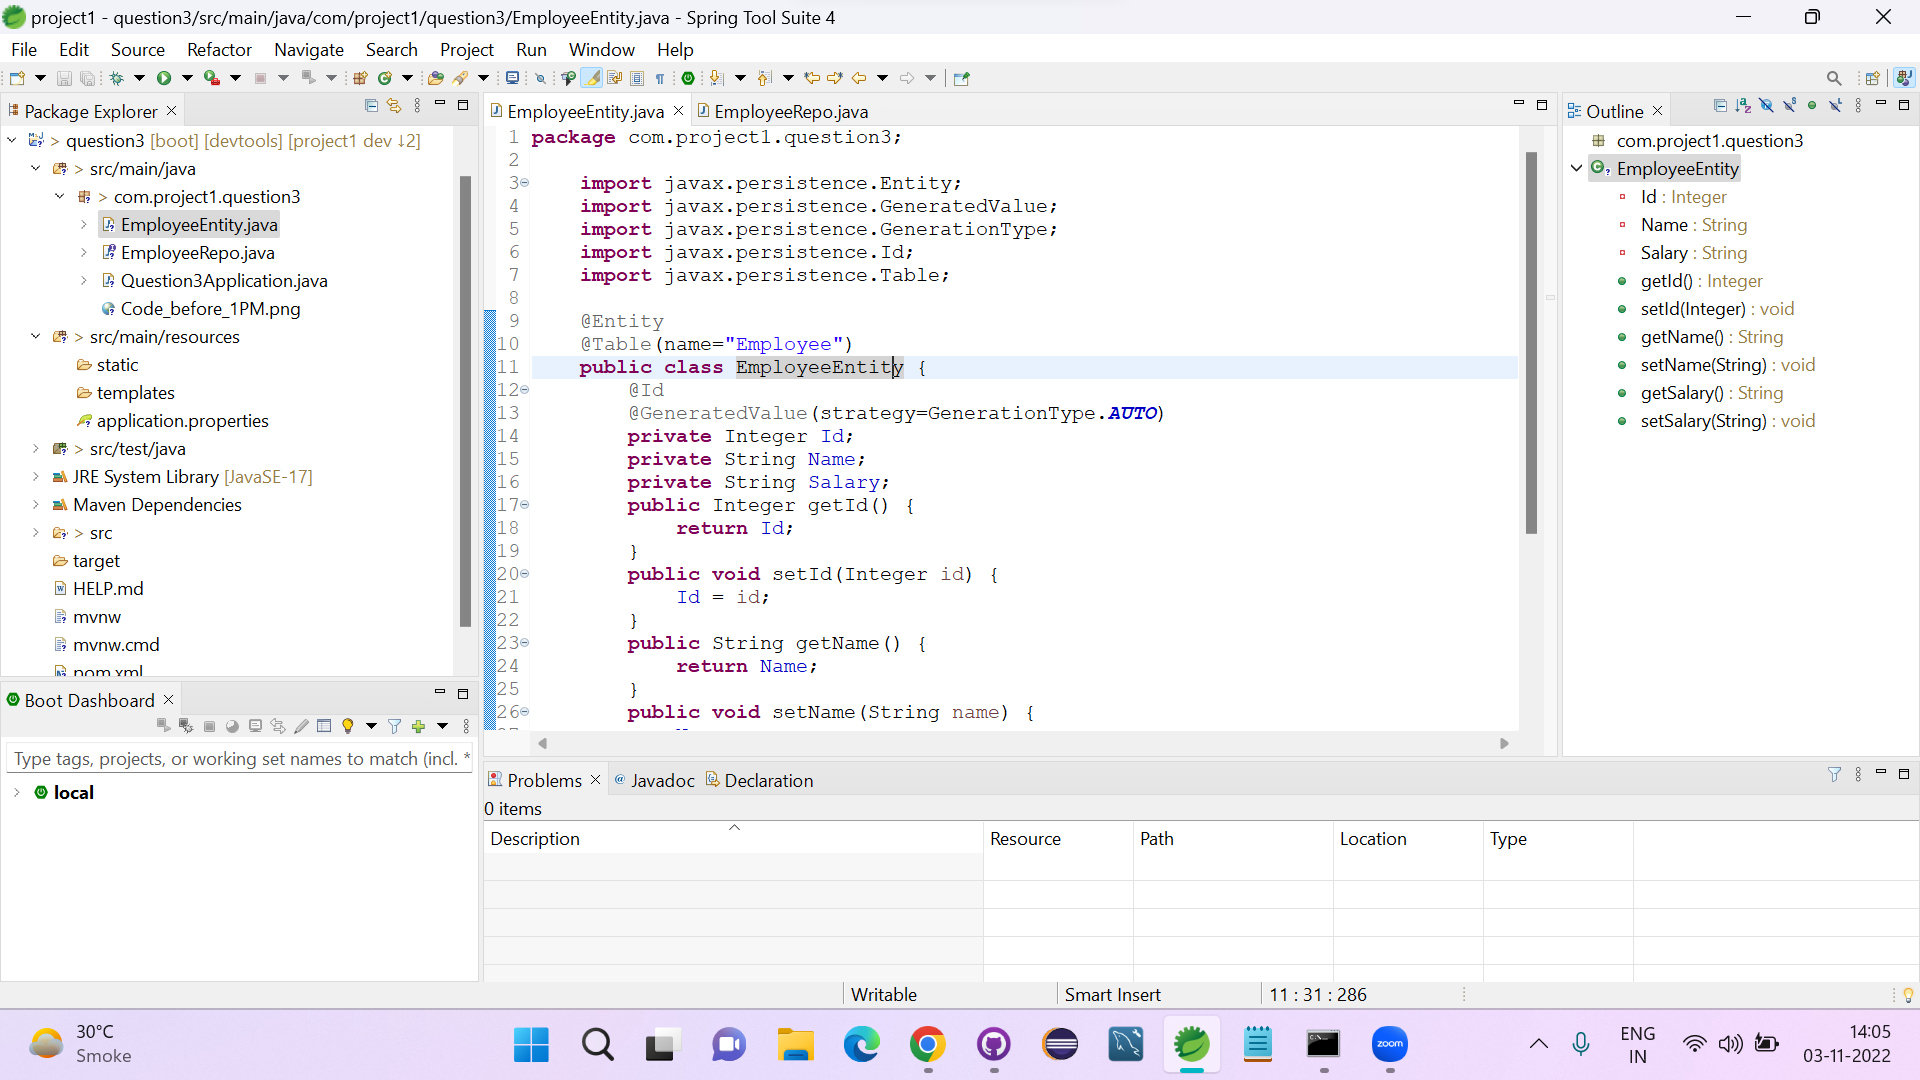 project1 - question3/src/main/java/com/project1/question3/EmployeeEntity.java - Spring Tool Suite 4
File Edit Source Refactor Navigate Search Project Run Window Help
Package Explorer
> question3 [boot] [devtools] [project1 dev ↓2]
> src/main/java
> com.project1.question3
EmployeeEntity.java
EmployeeRepo.java
Question3Application.java
Code_before_1PM.png
> src/main/resources
static
templates
application.properties
> src/test/java
JRE System Library [JavaSE-17]
Maven Dependencies
> src
target
HELP.md
mvnw
mvnw.cmd
pom.xml
Boot Dashboard
Type tags, projects, or working set names to match (incl. *
local
EmployeeEntity.java EmployeeRepo.java
1 package com.project1.question3;
2
3 import javax.persistence.Entity;
4 import javax.persistence.GeneratedValue;
5 import javax.persistence.GenerationType;
6 import javax.persistence.Id;
7 import javax.persistence.Table;
8
9 @Entity
10 @Table(name="Employee")
11 public class EmployeeEntity {
12 @Id
13 @GeneratedValue(strategy=GenerationType.AUTO)
14 private Integer Id;
15 private String Name;
16 private String Salary;
17 public Integer getId() {
18 return Id;
19 }
20 public void setId(Integer id) {
21 Id = id;
22 }
23 public String getName() {
24 return Name;
25 }
26 public void setName(String name) {
Outline
com.project1.question3
EmployeeEntity
Id : Integer
Name : String
Salary : String
getId() : Integer
setId(Integer) : void
getName() : String
setName(String) : void
getSalary() : String
setSalary(String) : void
Problems Javadoc Declaration
0 items
Description Resource Path Location Type
Writable Smart Insert 11 : 31 : 286
30°C
Smoke
zoom
ENG
IN
14:05
03-11-2022